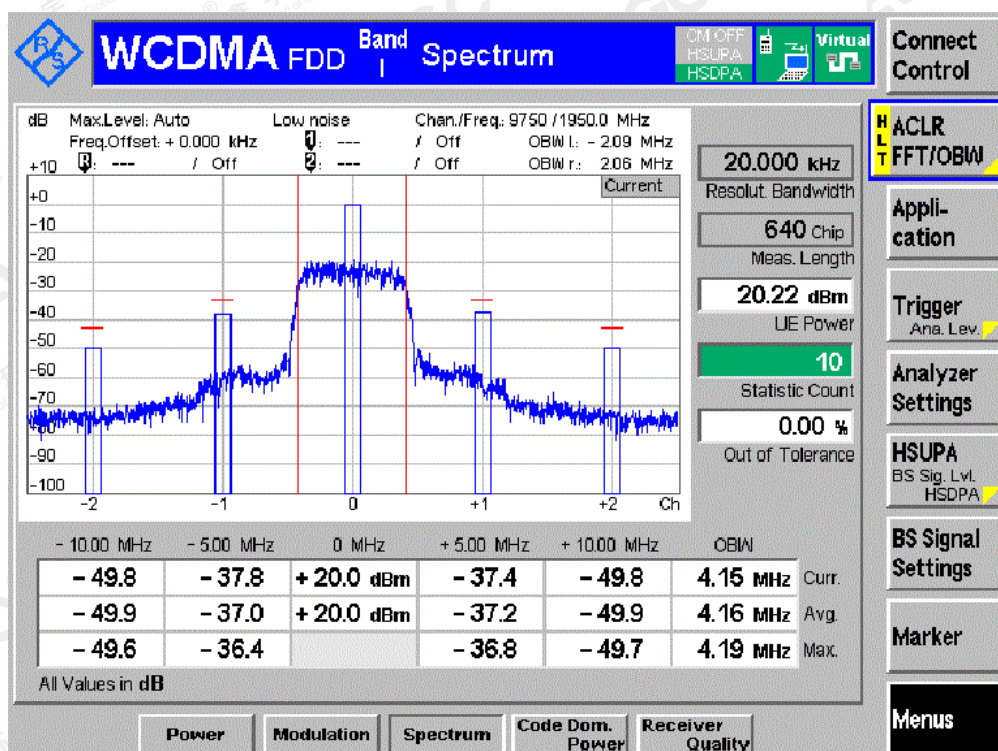 R&S
WCDMA FDD Band I Spectrum
CM OFF
HSUPA
HSDPA
Virtual
Connect Control
dB Max.Level: Auto Low noise Chan./Freq.: 9750 / 1950.0 MHz
Freq.Offset: + 0.000 kHz 1: --- / Off OBW l.: - 2.09 MHz
R: --- / Off 2: --- / Off OBW r.: 2.06 MHz
Current
+10
+0
-10
-20
-30
-40
-50
-60
-70
-90
-100
-2 -1 0 +1 +2 Ch
20.000 kHz
Resolut. Bandwidth
640 Chip
Meas. Length
20.22 dBm
UE Power
10
Statistic Count
0.00 %
Out of Tolerance
- 10.00 MHz - 5.00 MHz 0 MHz + 5.00 MHz + 10.00 MHz OBW
- 49.8 - 37.8 + 20.0 dBm - 37.4 - 49.8 4.15 MHz Curr.
- 49.9 - 37.0 + 20.0 dBm - 37.2 - 49.9 4.16 MHz Avg.
- 49.6 - 36.4 - 36.8 - 49.7 4.19 MHz Max.
All Values in dB
HLT
ACLR
FFT/OBW
Appli-
cation
Trigger
Ana. Lev.
Analyzer
Settings
HSUPA
BS Sig. Lvl.
HSDPA
BS Signal
Settings
Marker
Menus
Power
Modulation
Spectrum
Code Dom.
Power
Receiver
Quality